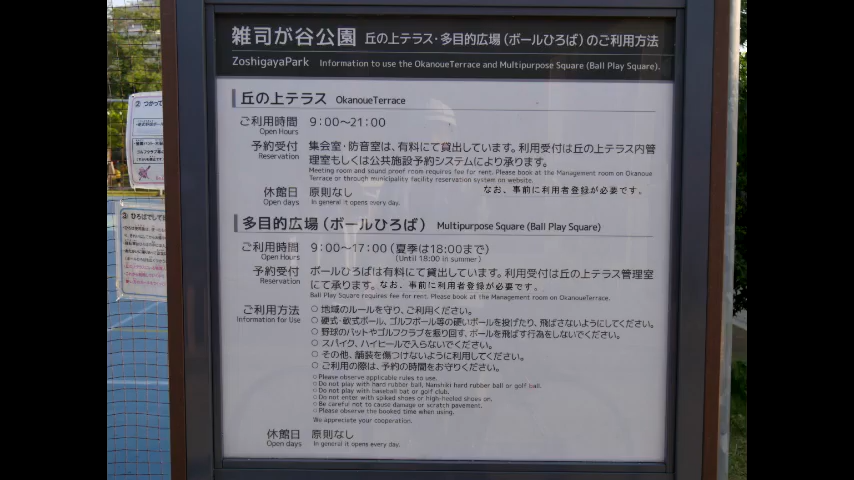 雑司が谷公園 丘の上テラス・多目的広場(ボールひろば)のご利用方法
ZoshigayaPark Information to use the OkanoueTerrace and Multipurpose Square (Ball Play Square).
丘の上テラス OkanoueTerrace
ご利用時間 9:00~21:00
Open Hours
予約受付 集会室・防音室は、有料にて貸出しています。利用受付は丘の上テラス内管
Reservation 理室もしくは公共施設予約システムにより承ります。
Meeting room and sound proof room requires fee for rent. Please book at the Management room on Okanoue
Terrace or through municipality facility reservation system on website.
なお、事前に利用者登録が必要です。
休館日 原則なし
Open days In general it opens every day.
多目的広場(ボールひろば) Multipurpose Square (Ball Play Square)
ご利用時間 9:00~17:00(夏季は18:00まで)
Open Hours (Until 18:00 in summer)
予約受付 ボールひろばは有料にて貸出しています。利用受付は丘の上テラス管理室
Reservation にて承ります。なお、事前に利用者登録が必要です。
Ball Play Square requires fee for rent. Please book at the Management room on OkanoueTerrace.
ご利用方法 ○ 地域のルールを守り、ご利用ください。
Information for Use ○ 硬式・軟式ボール、ゴルフボール等の硬いボールを投げたり、飛ばさないようにしてください。
○ 野球のバットやゴルフクラブを振り回す、ボールを飛ばす行為をしないでください。
○ スパイク、ハイヒールで入らないでください。
○ その他、舗装を傷つけないように利用してください。
○ ご利用の際は、予約の時間をお守りください。
○ Please observe applicable rules to use.
○ Do not play with hard rubber ball, Nanshiki hard rubber ball or golf ball.
○ Do not play with baseball bat or golf club.
○ Do not enter with spiked shoes or high-heeled shoes on.
○ Be careful not to cause damage or scratch pavement.
○ Please observe the booked time when using.
We appreciate your cooperation.
休館日 原則なし
Open days In general it opens every day.
② つかって
③ ひろばでして